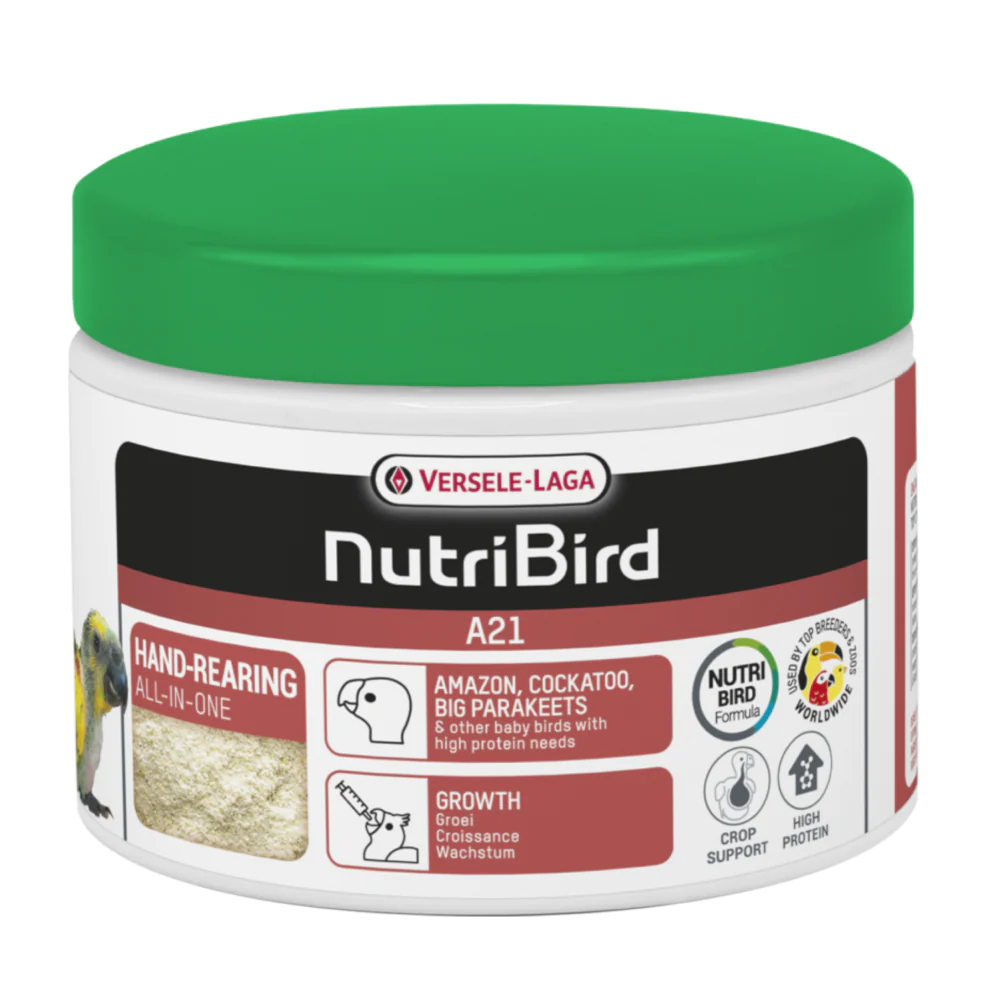 VERSELE-LAGA
NutriBird
A21
HAND-REARING
ALL-IN-ONE
AMAZON, COCKATOO,
BIG PARAKEETS
& other baby birds with
high protein needs
GROWTH
Groei
Croissance
Wachstum
NUTRI
BIRD
Formula
USED BY TOP BREEDERS & ZOOS
WORLDWIDE
CROP
SUPPORT
HIGH
PROTEIN